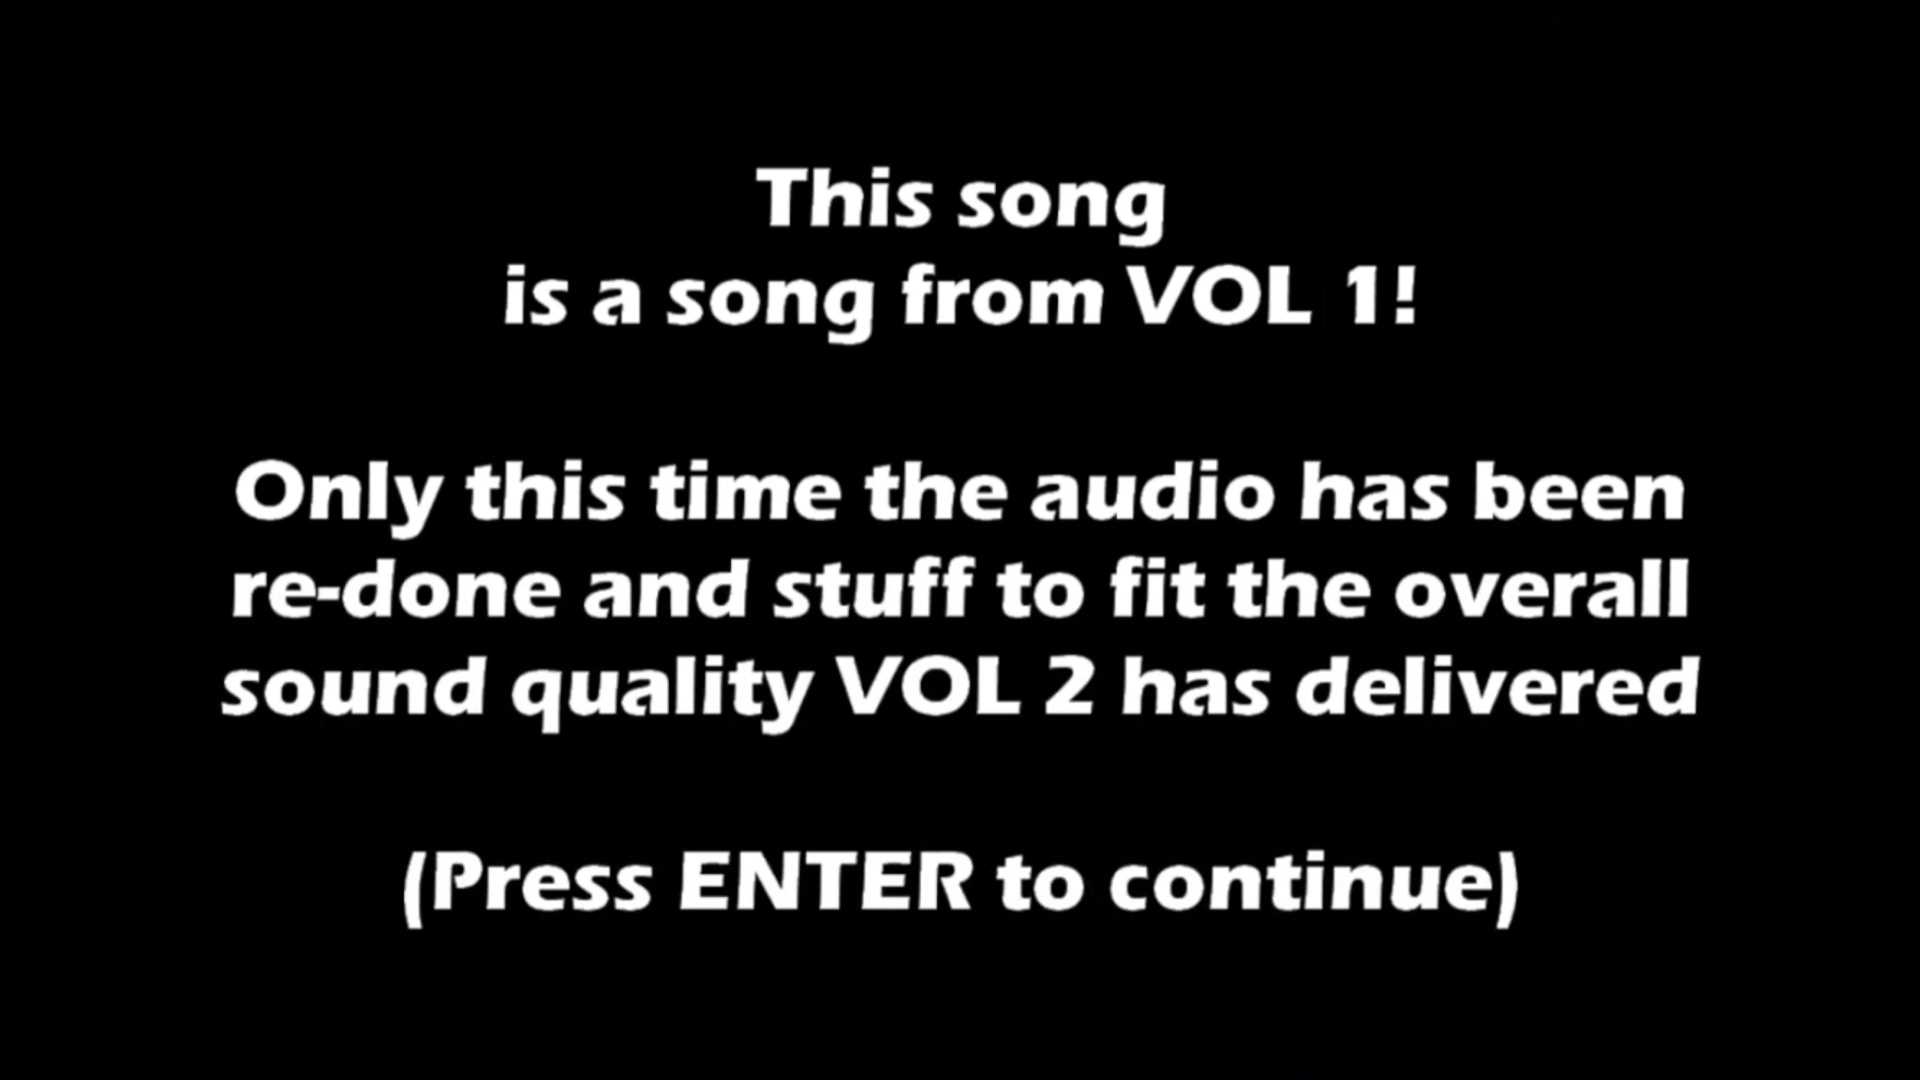 This song
is a song from VOL 1!
Only this time the audio has been
re-done and stuff to fit the overall
sound quality VOL 2 has delivered
(Press ENTER to continue)